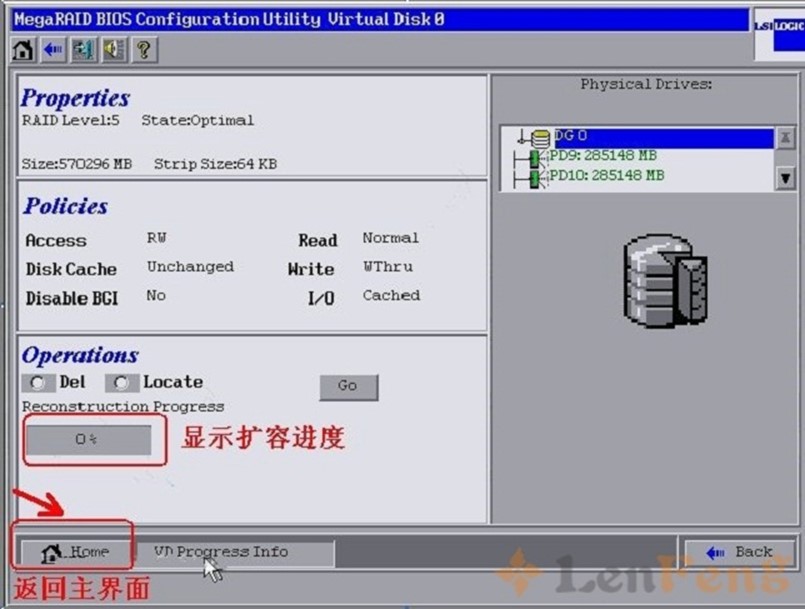 MegaRAID BIOS Configuration Utility Virtual Disk 0
LSI LOGIC
?
Properties
RAID Level:5 State:Optimal
Size:570296 MB Strip Size:64 KB
Policies
Access RW Read Normal
Disk Cache Unchanged Write WThru
Disable BGI No I/O Cached
Operations
Del Locate Go
Reconstruction Progress
0% 显示扩容进度
Physical Drives:
DG 0
PD9: 285148 MB
PD10: 285148 MB
Home VD Progress Info Back
返回主界面
LenFeng